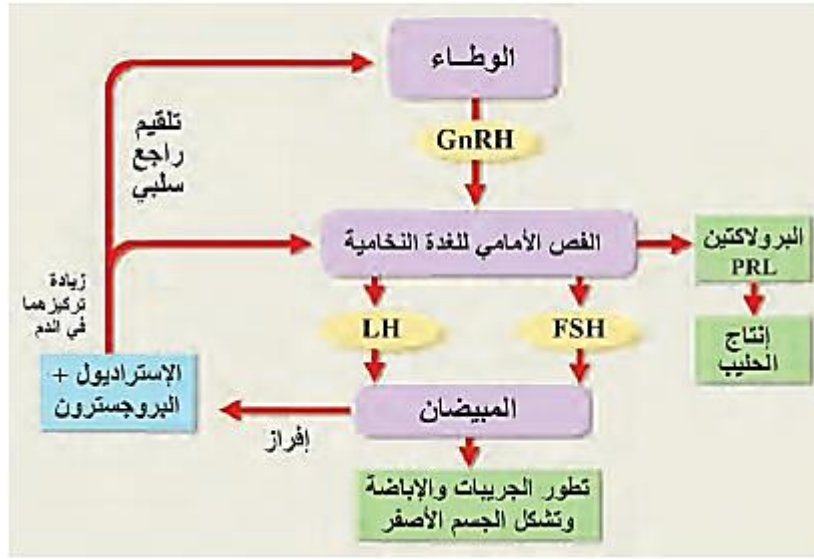 الوطــاء
GnRH
تلقيم
راجع
سلبي
الفص الأمامي للغدة النخامية
البرولاكتين
PRL
زيادة
تركيزهما
في الدم
LH
FSH
إنتاج
الحليب
الإستراديول +
البروجسترون
المبيضان
إفراز
تطور الجريبات والإباضة
وتشكل الجسم الأصفر